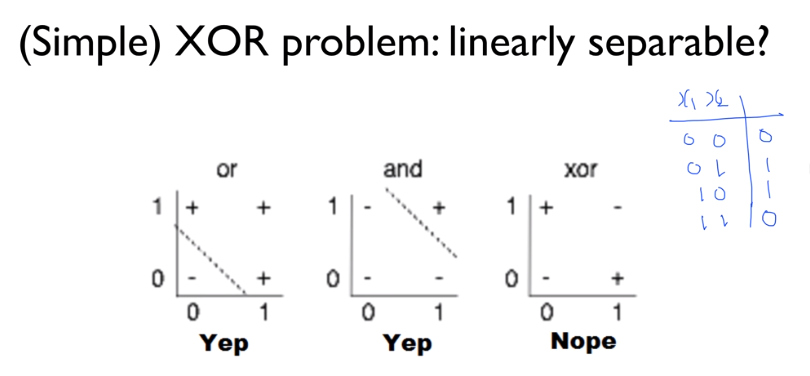 (Simple) XOR problem: linearly separable?
x₁ x₂
0 0 0
0 1 1
1 0 1
1 1 0
or and xor
1 + + 1 - + 1 + -
0 - + 0 - - 0 - +
0 1 0 1 0 1
Yep Yep Nope